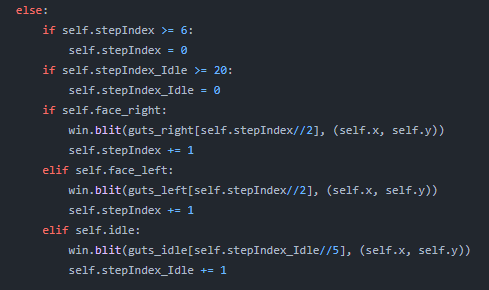 else:
    if self.stepIndex >= 6:
        self.stepIndex = 0
    if self.stepIndex_Idle >= 20:
        self.stepIndex_Idle = 0
    if self.face_right:
        win.blit(guts_right[self.stepIndex//2], (self.x, self.y))
        self.stepIndex += 1
    elif self.face_left:
        win.blit(guts_left[self.stepIndex//2], (self.x, self.y))
        self.stepIndex += 1
    elif self.idle:
        win.blit(guts_idle[self.stepIndex_Idle//5], (self.x, self.y))
        self.stepIndex_Idle += 1